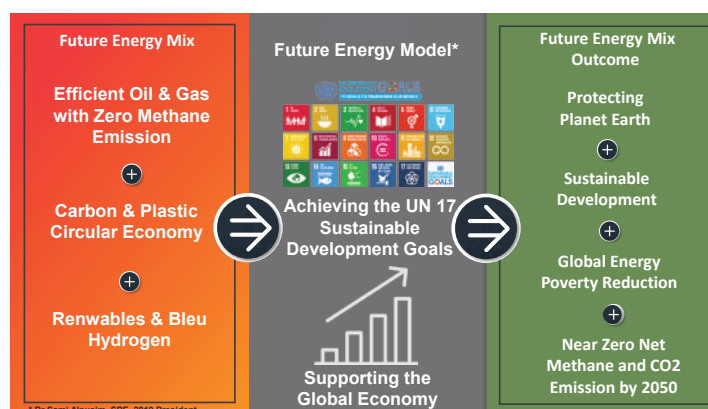 Future Energy Mix
Efficient Oil & Gas
with Zero Methane
Emission
Carbon & Plastic
Circular Economy
Renwables & Bleu
Hydrogen
Future Energy Model*
GOALS
Achieving the UN 17
Sustainable
Development Goals
Supporting the
Global Economy
Future Energy Mix
Outcome
Protecting
Planet Earth
Sustainable
Development
Global Energy
Poverty Reduction
Near Zero Net
Methane and CO2
Emission by 2050